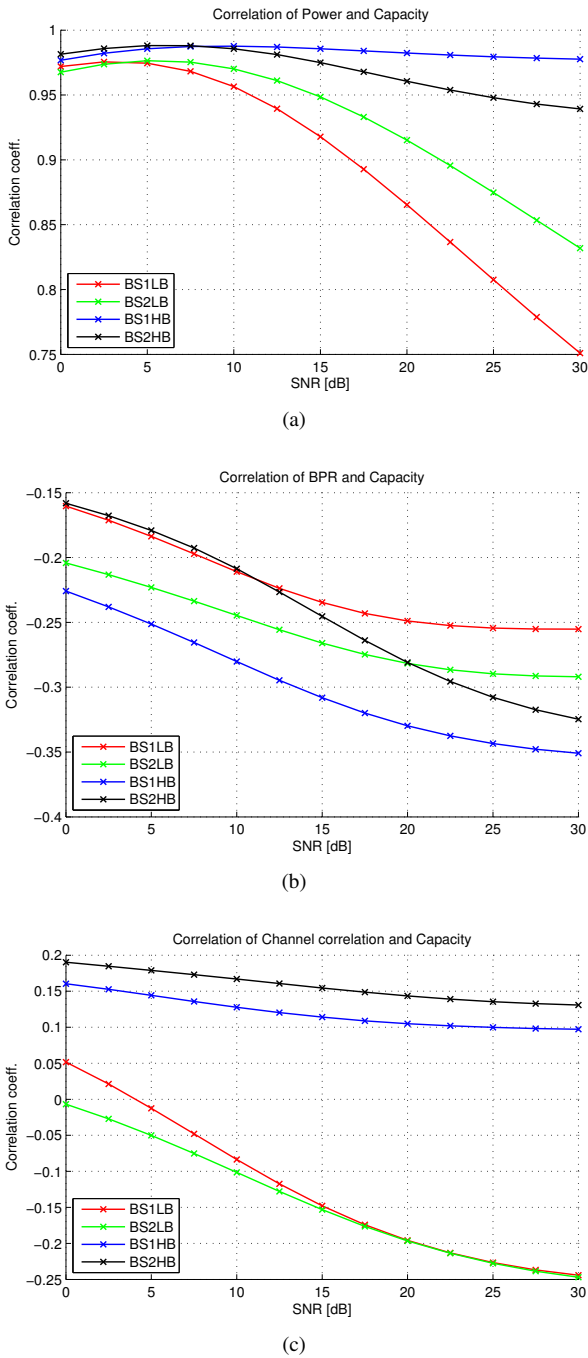 Correlation of Power and Capacity
1
0.95
0.9
0.85
0.8
0.75
Correlation coeff.
BS1LB
BS2LB
BS1HB
BS2HB
0 5 10 15 20 25 30
SNR [dB]
(a)
Correlation of BPR and Capacity
−0.15
−0.2
−0.25
−0.3
−0.35
−0.4
Correlation coeff.
BS1LB
BS2LB
BS1HB
BS2HB
0 5 10 15 20 25 30
SNR [dB]
(b)
Correlation of Channel correlation and Capacity
0.2
0.15
0.1
0.05
0
−0.05
−0.1
−0.15
−0.2
−0.25
Correlation coeff.
BS1LB
BS2LB
BS1HB
BS2HB
0 5 10 15 20 25 30
SNR [dB]
(c)